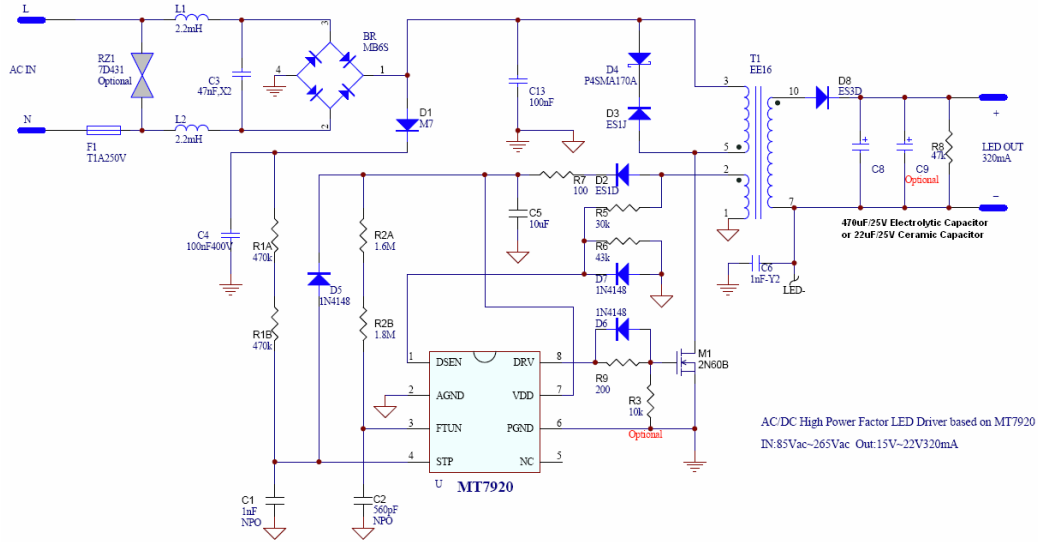 L
L1
2.2mH
3
BR
MB6S
RZ1
7D431
Optional
AC IN
C3
47nF,X2
4
1
2
N
F1
T1A250V
L2
2.2mH
D1
M7
C13
100nF
D4
P4SMA170A
D3
ES1J
T1
EE16
3
10
5
2
1
7
D8
ES3D
+
LED OUT
320mA
R8
47k
C8
C9
Optional
470uF/25V Electrolytic Capacitor
or 22uF/25V Ceramic Capacitor
C6
1nF-Y2
LED-
R7
100
D2
ES1D
R5
30k
R6
43k
D7
1N4148
C5
10uF
C4
100nF400V
R1A
470k
R2A
1.6M
D5
1N4148
R1B
470k
R2B
1.8M
1N4148
D6
1 DSEN DRV 8
2 AGND VDD 7
3 FTUN PGND 6
4 STP NC 5
U MT7920
R9
200
R3
10k
Optional
M1
2N60B
C1
1nF
NPO
C2
560pF
NPO
AC/DC High Power Factor LED Driver based on MT7920
IN:85Vac~265Vac Out:15V~22V320mA